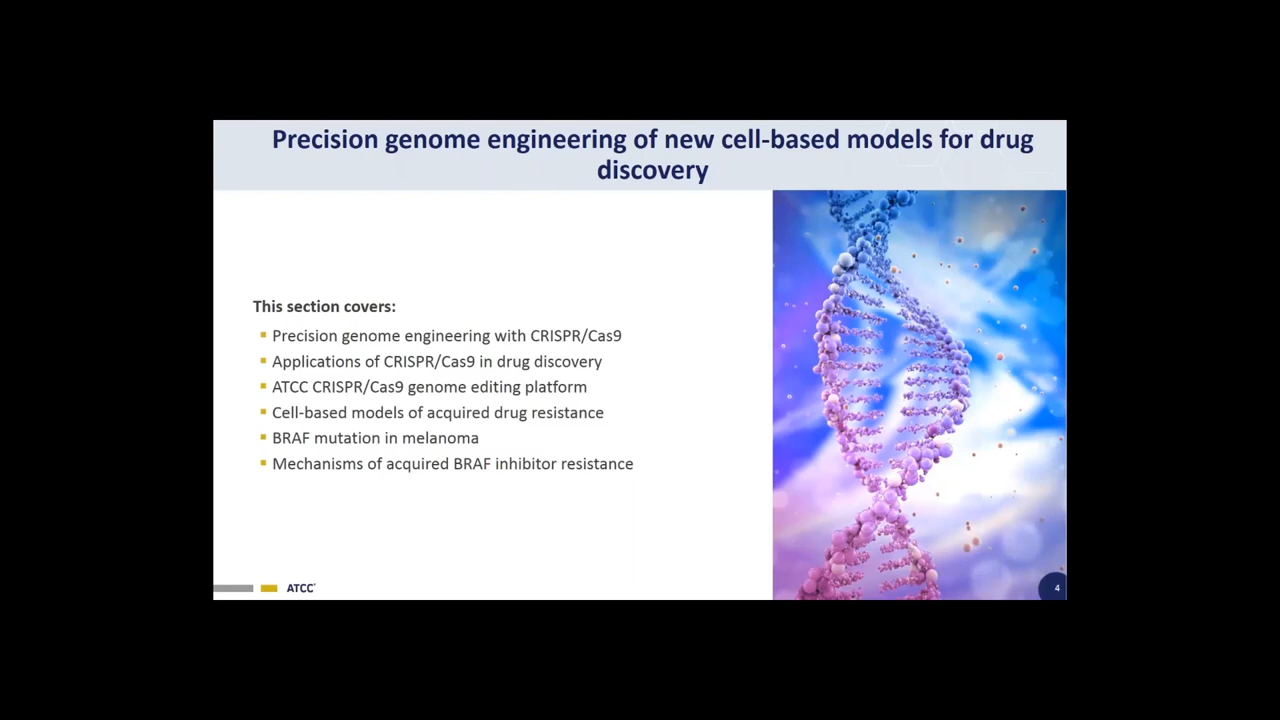 Precision genome engineering of new cell-based models for drug
discovery
This section covers:
Precision genome engineering with CRISPR/Cas9
Applications of CRISPR/Cas9 in drug discovery
ATCC CRISPR/Cas9 genome editing platform
Cell-based models of acquired drug resistance
BRAF mutation in melanoma
Mechanisms of acquired BRAF inhibitor resistance
ATCC
4